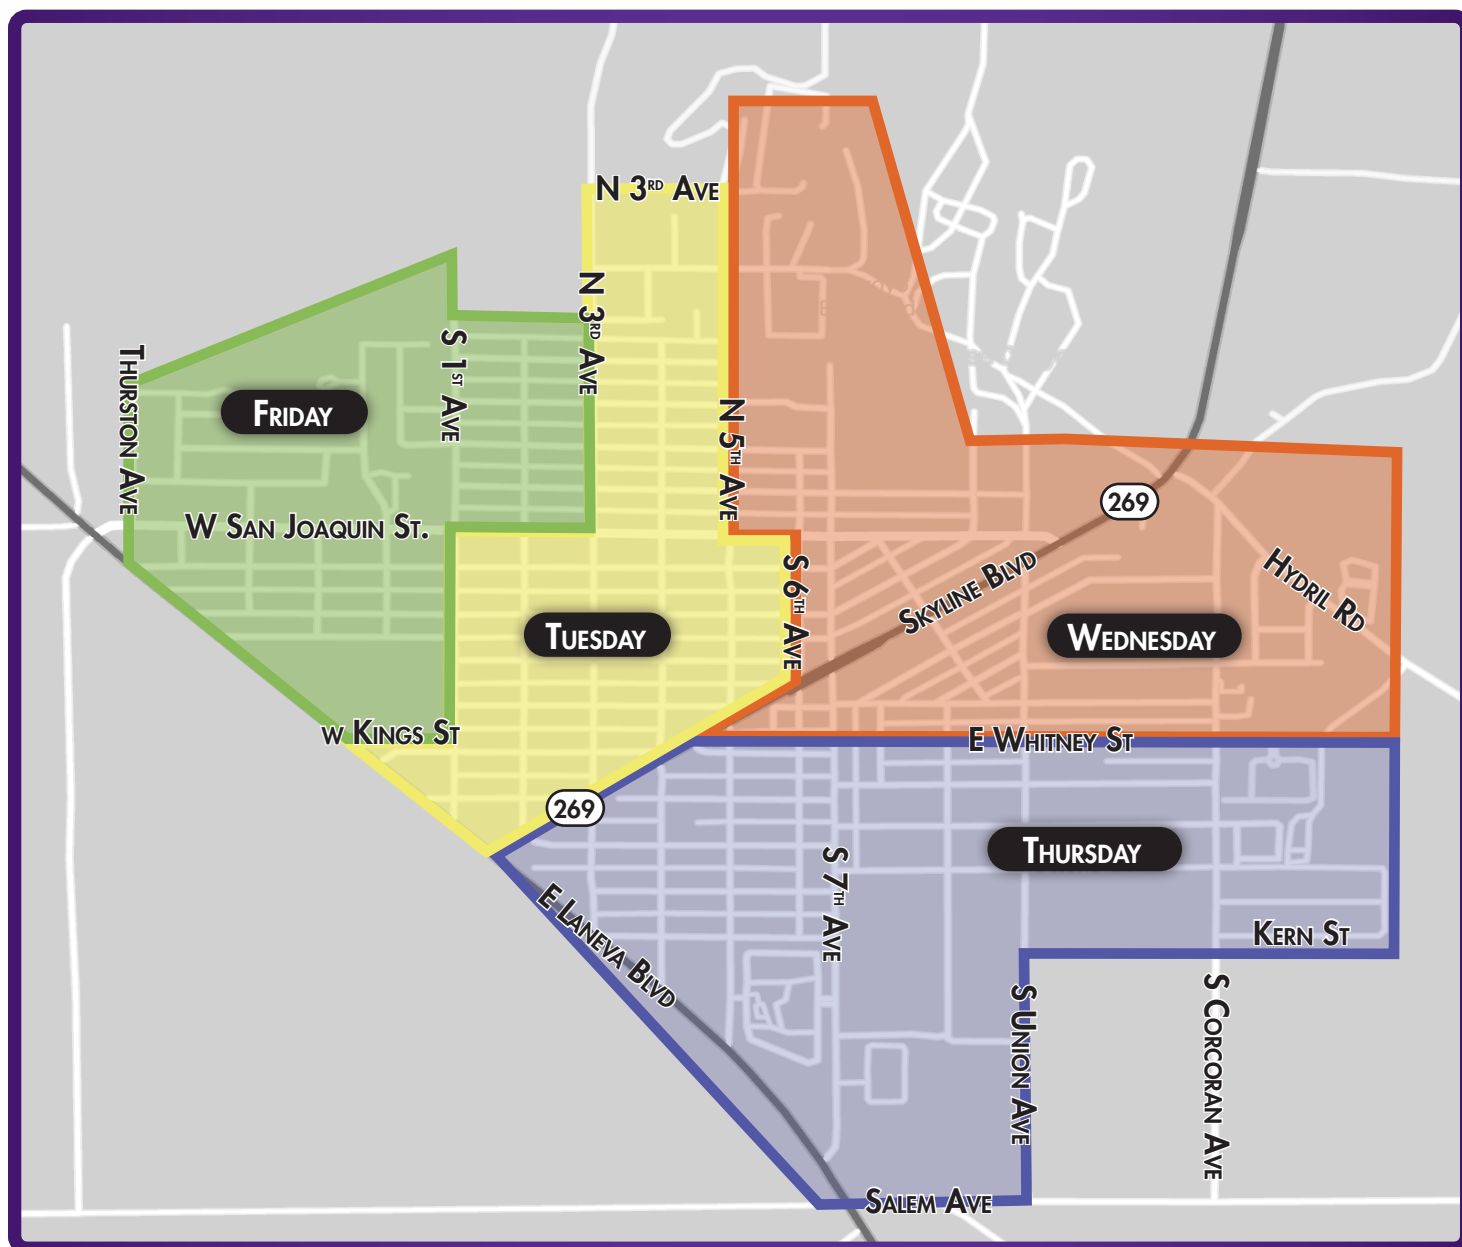 N 3RD AVE
N 3RD AVE
S 1ST AVE
THURSTON AVE
FRIDAY
N 5TH AVE
269
W SAN JOAQUIN ST.
S 6TH AVE
SKYLINE BLVD
HYDRIL RD
TUESDAY
WEDNESDAY
W KINGS ST
E WHITNEY ST
269
S 7TH AVE
THURSDAY
E LANEVA BLVD
KERN ST
S UNION AVE
S CORCORAN AVE
SALEM AVE